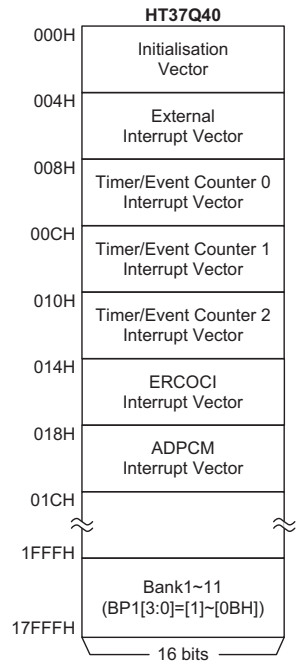 HT37Q40
000H
Initialisation
Vector
004H
External
Interrupt Vector
008H
Timer/Event Counter 0
Interrupt Vector
00CH
Timer/Event Counter 1
Interrupt Vector
010H
Timer/Event Counter 2
Interrupt Vector
014H
ERCOCI
Interrupt Vector
018H
ADPCM
Interrupt Vector
01CH
1FFFH
Bank1~11
(BP1[3:0]=[1]~[0BH])
17FFFH
16 bits